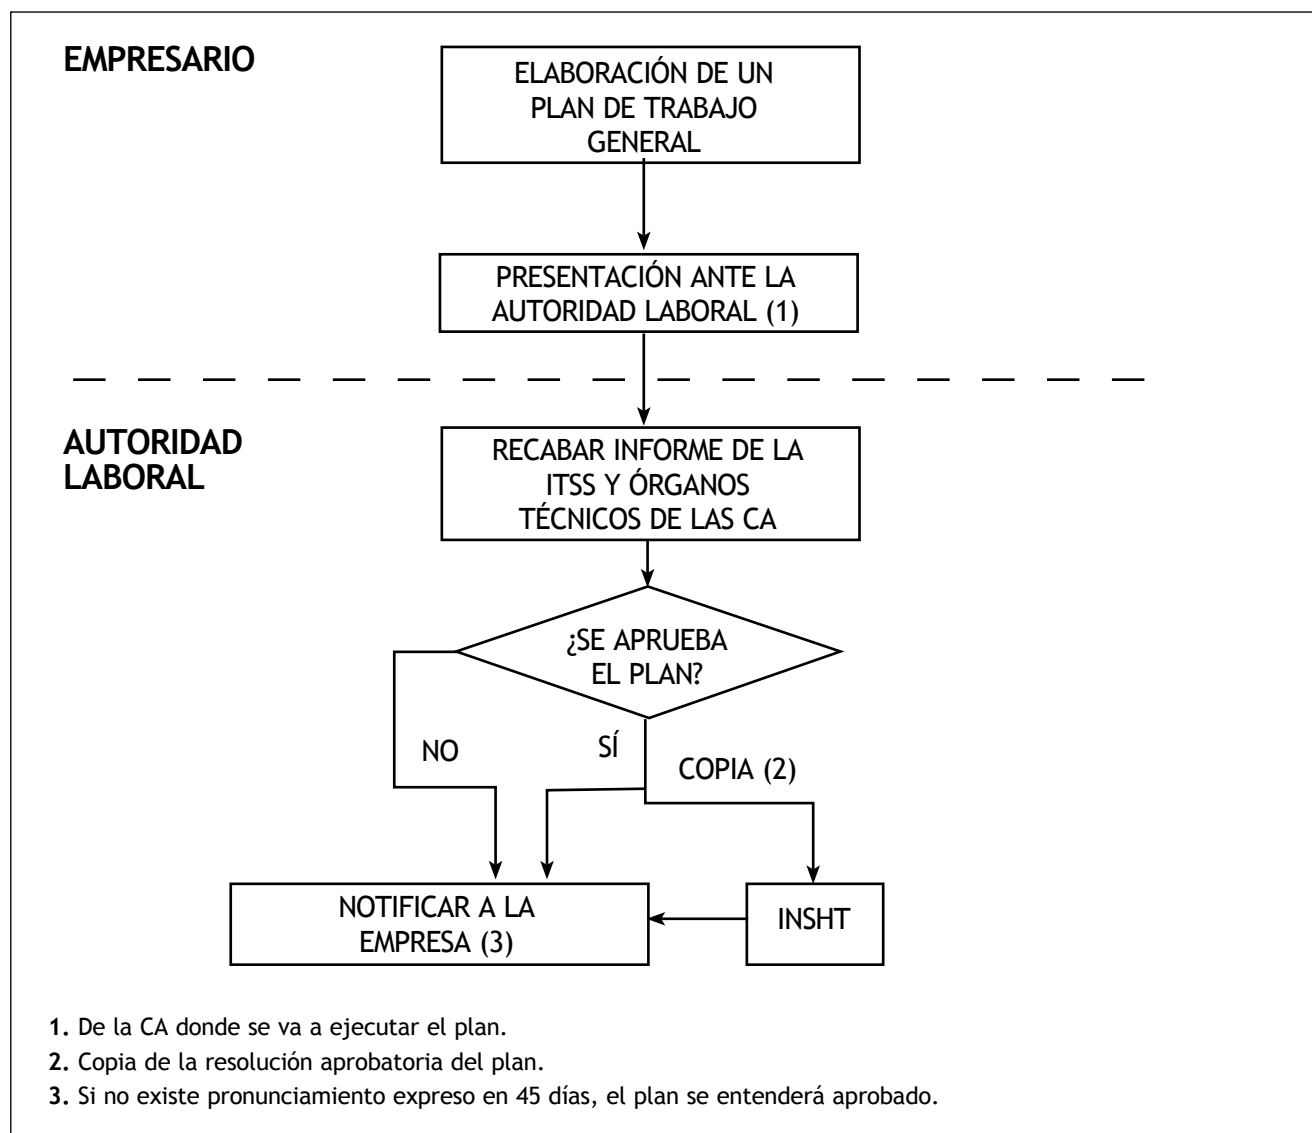 EMPRESARIO
ELABORACIÓN DE UN
PLAN DE TRABAJO
GENERAL
PRESENTACIÓN ANTE LA
AUTORIDAD LABORAL (1)
AUTORIDAD
LABORAL
RECABAR INFORME DE LA
ITSS Y ÓRGANOS
TÉCNICOS DE LAS CA
¿SE APRUEBA
EL PLAN?
NO
SÍ
COPIA (2)
NOTIFICAR A LA
EMPRESA (3)
INSHT
1. De la CA donde se va a ejecutar el plan.
2. Copia de la resolución aprobatoria del plan.
3. Si no existe pronunciamiento expreso en 45 días, el plan se entenderá aprobado.